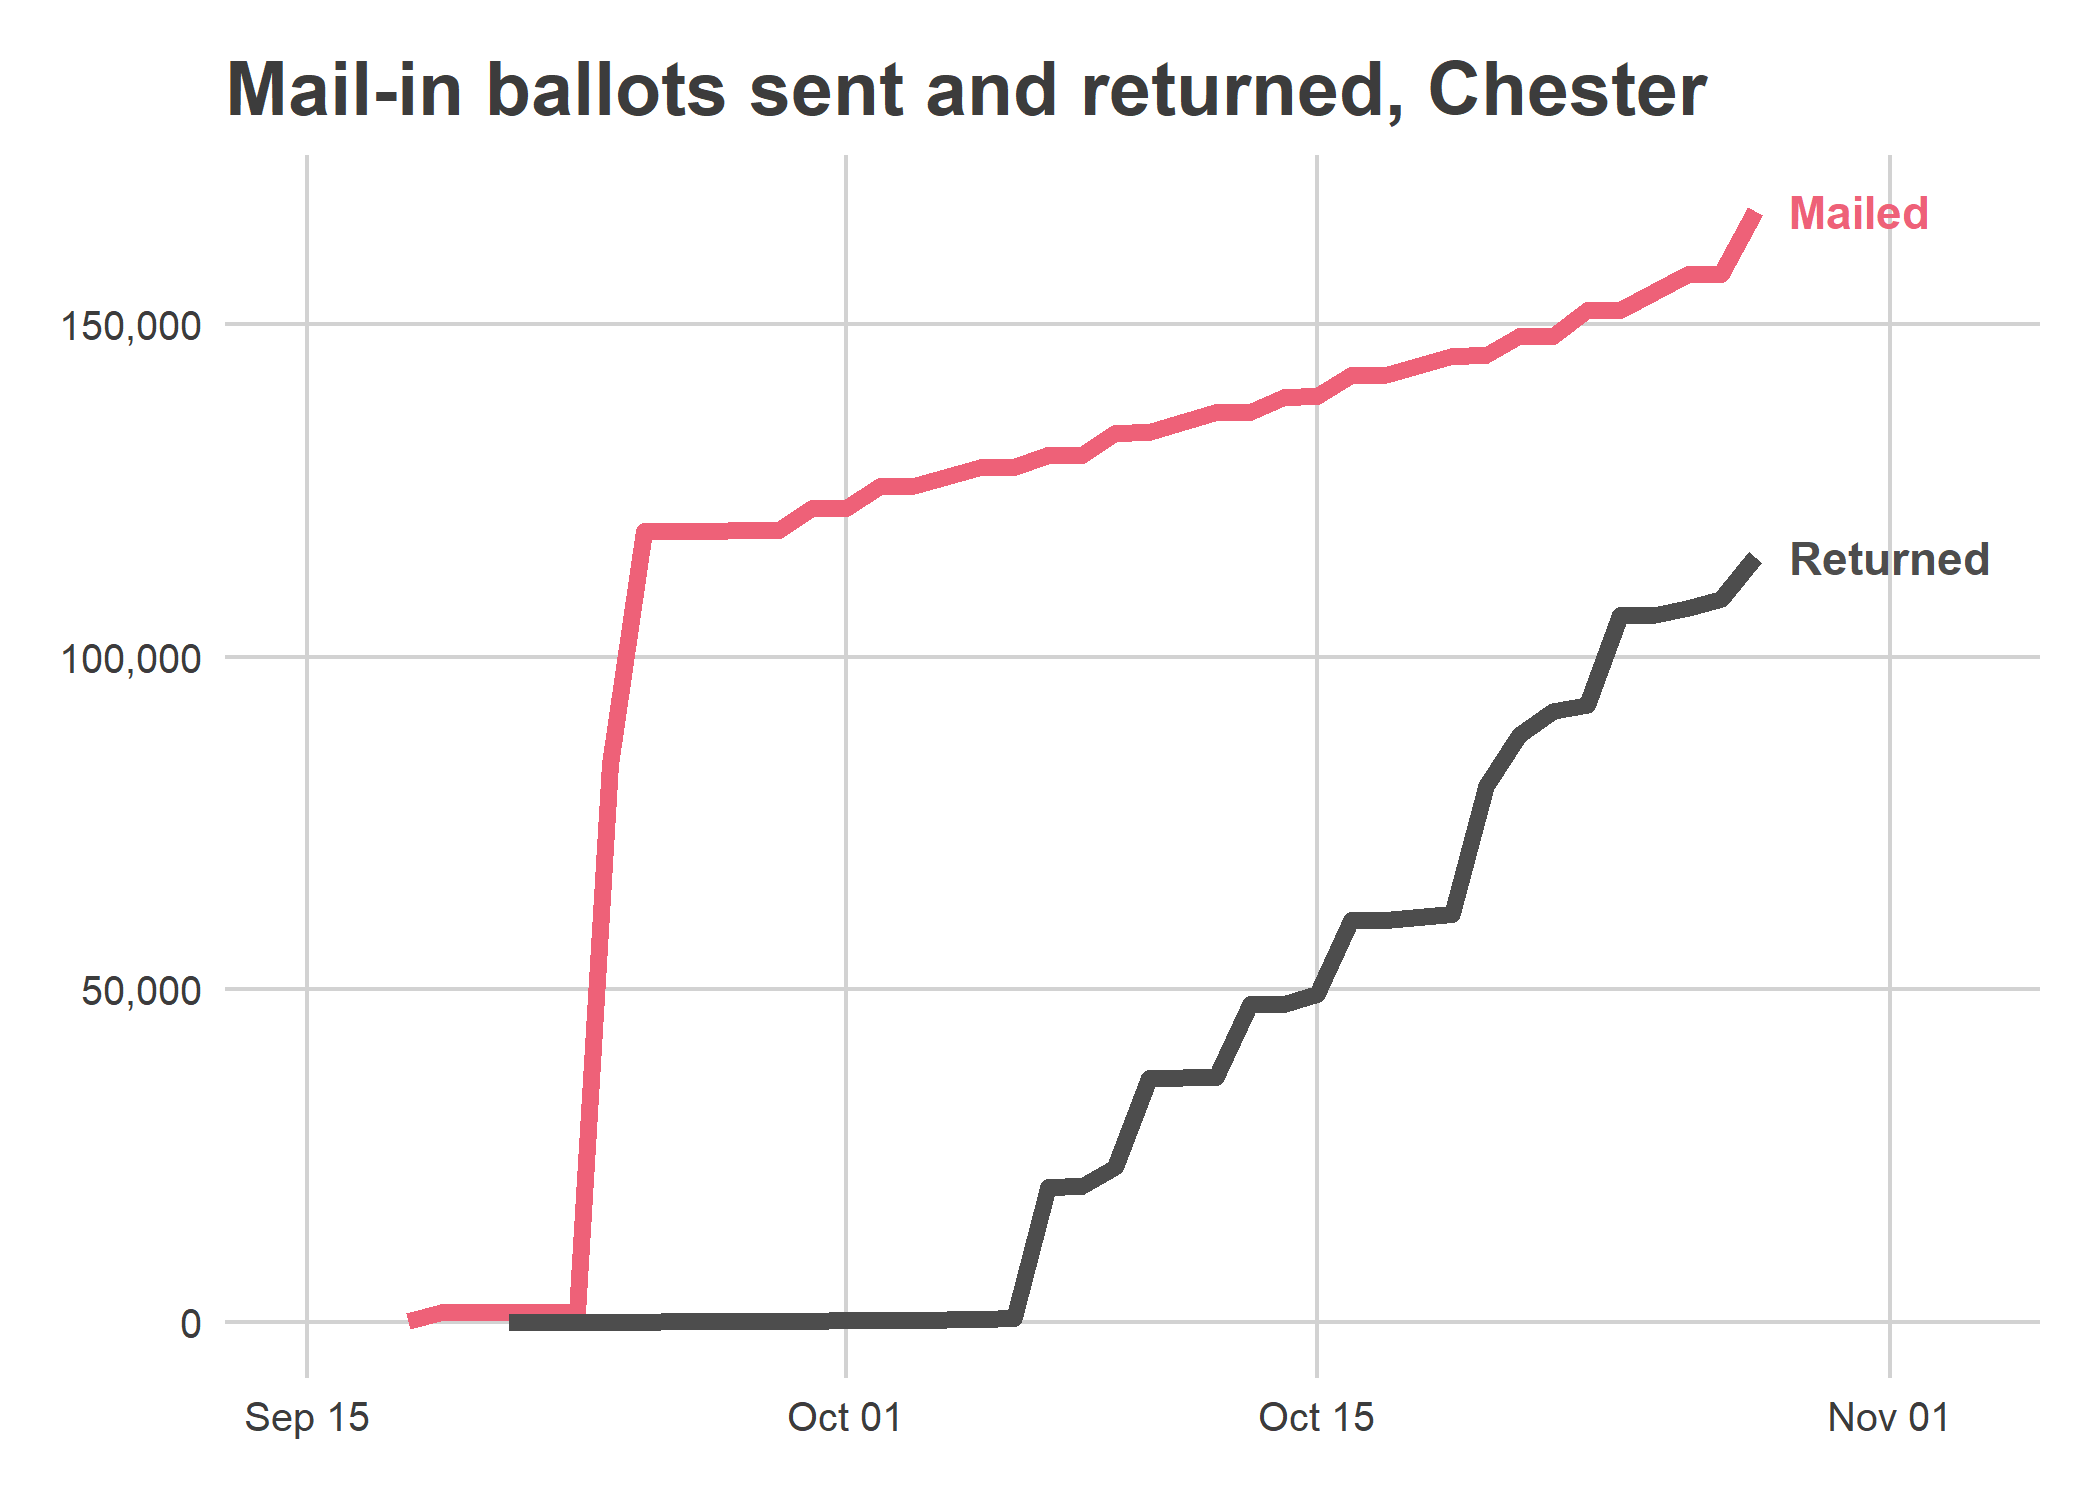 Mail-in ballots sent and returned, Chester
Mailed
150,000
Returned
100,000
50,000
0
Sep 15
Oct 01
Oct 15
Nov 01